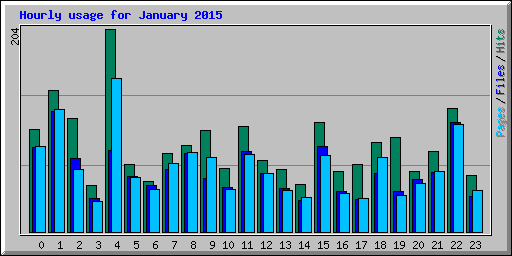 Hourly usage for January 2015
204
Pages/Files/Hits
0 1 2 3 4 5 6 7 8 9 10 11 12 13 14 15 16 17 18 19 20 21 22 23